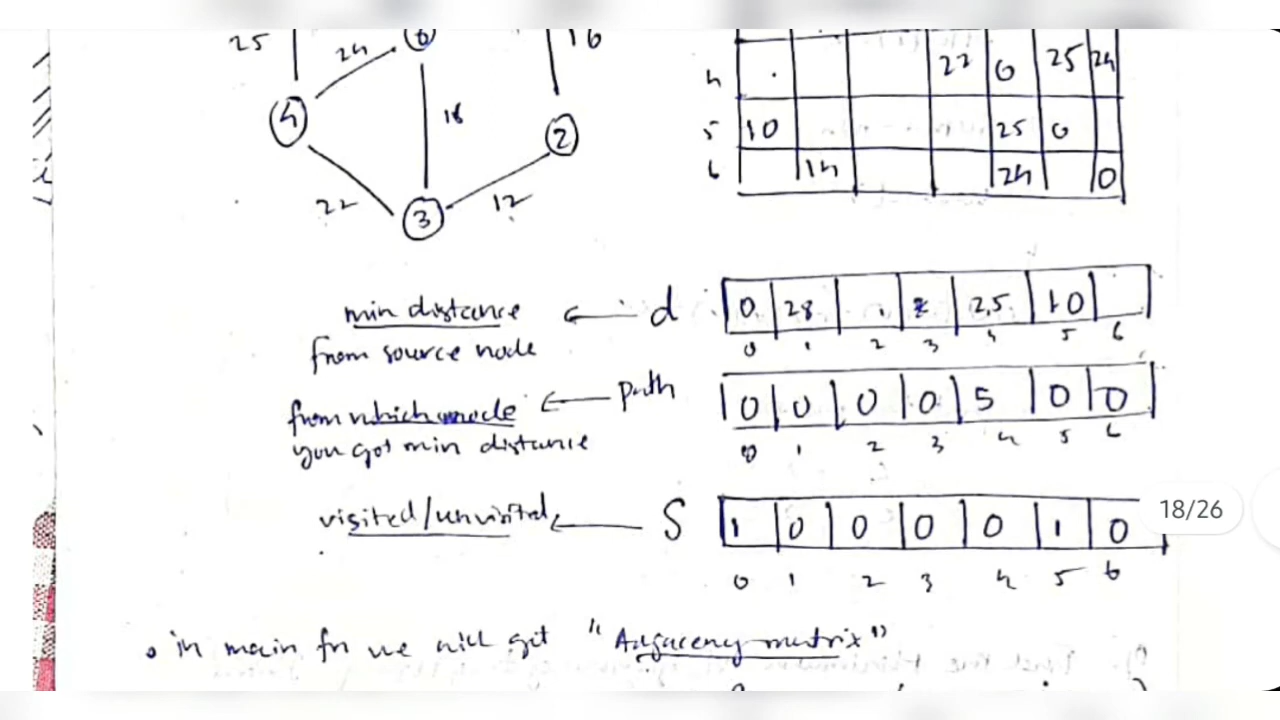 25
24
6
16
4
18
2
22
3
12
4 . 22 0 25 24
5 10 25 0
6 14 24 0
min distance ← d 0 28 25 10
from source node
0 1 2 3 4 5 6
from which node ← path 0 0 0 0 5 0 0
you got min distance
0 1 2 3 4 5 6
visited/unvisited ← S 1 0 0 0 0 1 0
18/26
0 1 2 3 4 5 6
• in main fn we will get "Adjacency matrix"